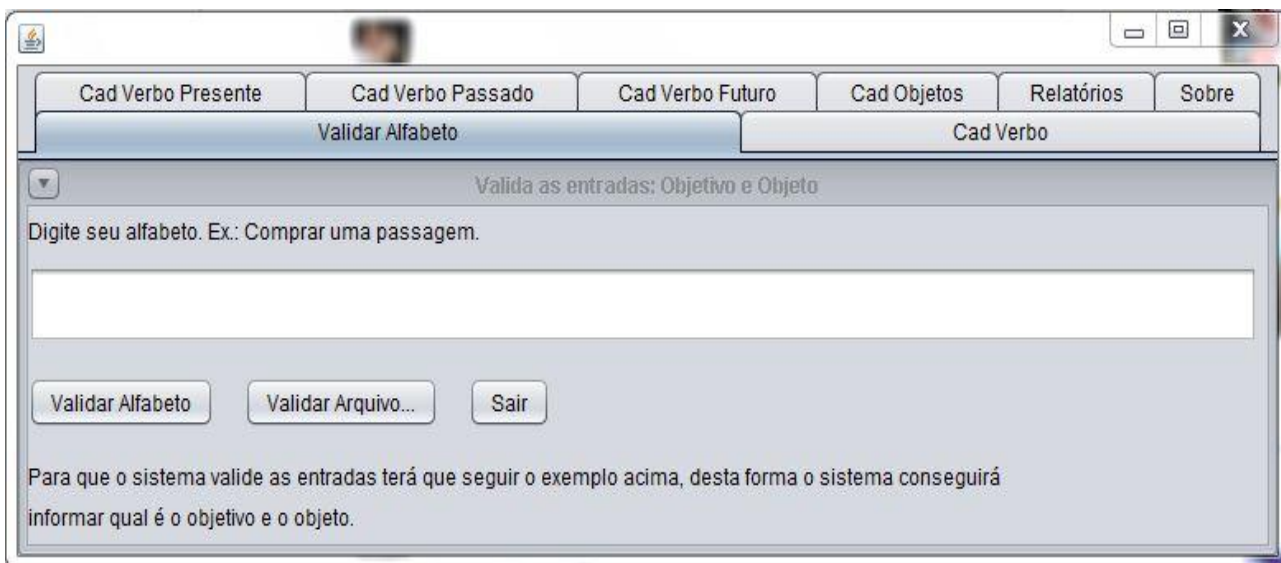 Cad Verbo Presente Cad Verbo Passado Cad Verbo Futuro Cad Objetos Relatórios Sobre
Validar Alfabeto Cad Verbo
Valida as entradas: Objetivo e Objeto
Digite seu alfabeto. Ex.: Comprar uma passagem.
Validar Alfabeto Validar Arquivo... Sair
Para que o sistema valide as entradas terá que seguir o exemplo acima, desta forma o sistema conseguirá
informar qual é o objetivo e o objeto.